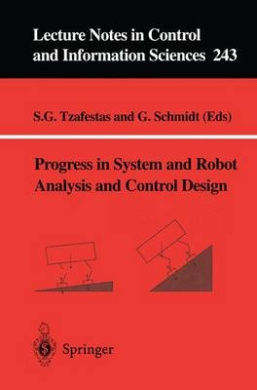 Lecture Notes in Control
and Information Sciences 243
S.G. Tzafestas and G. Schmidt (Eds)
Progress in System and Robot
Analysis and Control Design
Springer